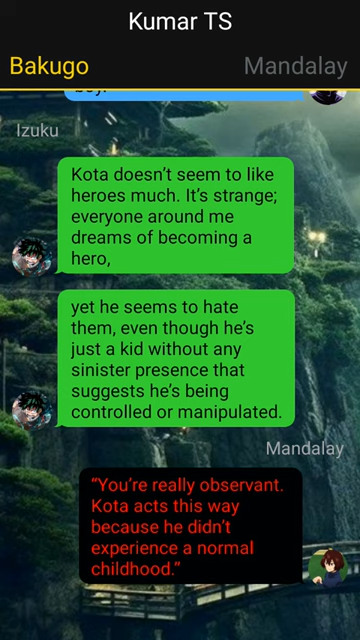 Kumar TS
Bakugo
Mandalay
boy.
Izuku
Kota doesn’t seem to like
heroes much. It’s strange;
everyone around me
dreams of becoming a
hero,
yet he seems to hate
them, even though he’s
just a kid without any
sinister presence that
suggests he’s being
controlled or manipulated.
Mandalay
“You’re really observant.
Kota acts this way
because he didn’t
experience a normal
childhood.”